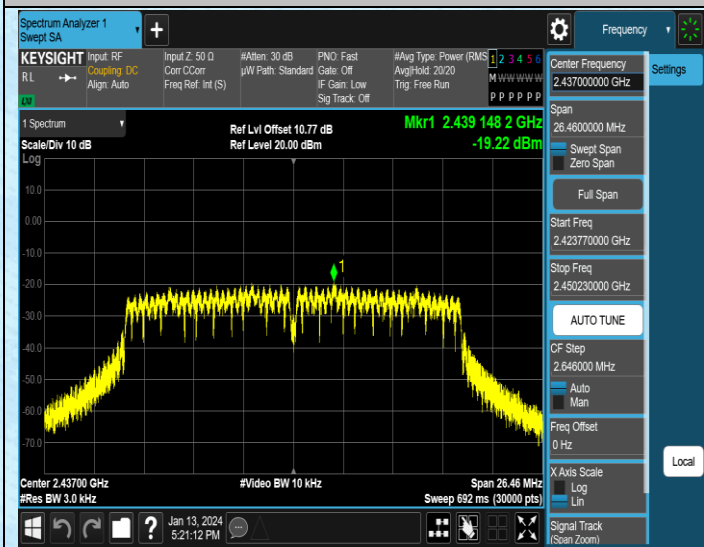 Spectrum Analyzer 1
Swept SA
Frequency
KEYSIGHT
RL
LM
Input: RF
Coupling: DC
Align: Auto
Input Z: 50 Ω
Corr CCorr
Freq Ref: Int (S)
#Atten: 30 dB
µW Path: Standard
PNO: Fast
Gate: Off
IF Gain: Low
Sig Track: Off
#Avg Type: Power (RMS
Avg|Hold: 20/20
Trig: Free Run
1 2 3 4 5 6
M W W W W W
P P P P P P
1 Spectrum
Scale/Div 10 dB
Log
Ref Lvl Offset 10.77 dB
Ref Level 20.00 dBm
Mkr1 2.439 148 2 GHz
-19.22 dBm
10.0
0.00
-10.0
-20.0
-30.0
-40.0
-50.0
-60.0
-70.0
1
Center 2.43700 GHz
#Res BW 3.0 kHz
#Video BW 10 kHz
Span 26.46 MHz
Sweep 692 ms (30000 pts)
Center Frequency
2.437000000 GHz
Span
26.4600000 MHz
Swept Span
Zero Span
Full Span
Start Freq
2.423770000 GHz
Stop Freq
2.450230000 GHz
AUTO TUNE
CF Step
2.646000 MHz
Auto
Man
Freq Offset
0 Hz
X Axis Scale
Log
Lin
Signal Track
(Span Zoom)
Settings
Local
?
Jan 13, 2024
5:21:12 PM